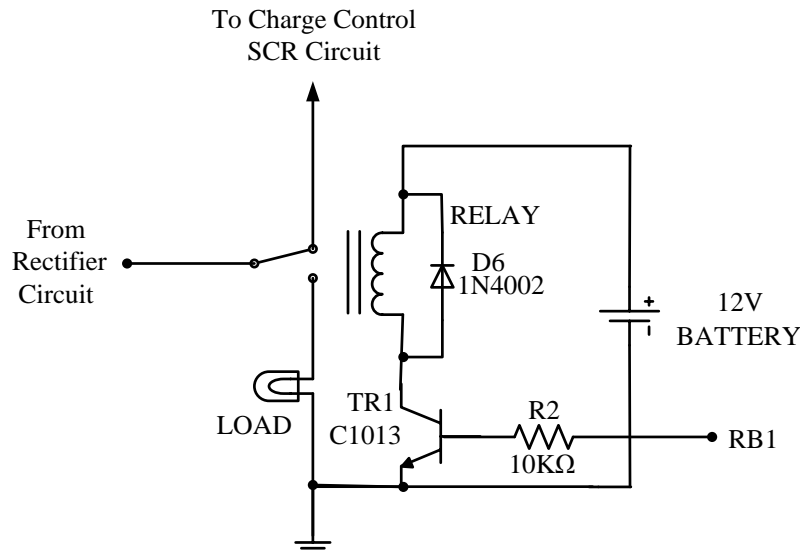 To Charge Control
SCR Circuit
From
Rectifier
Circuit
RELAY
D6
1N4002
+
12V
BATTERY
LOAD
TR1
C1013
R2
10KΩ
RB1